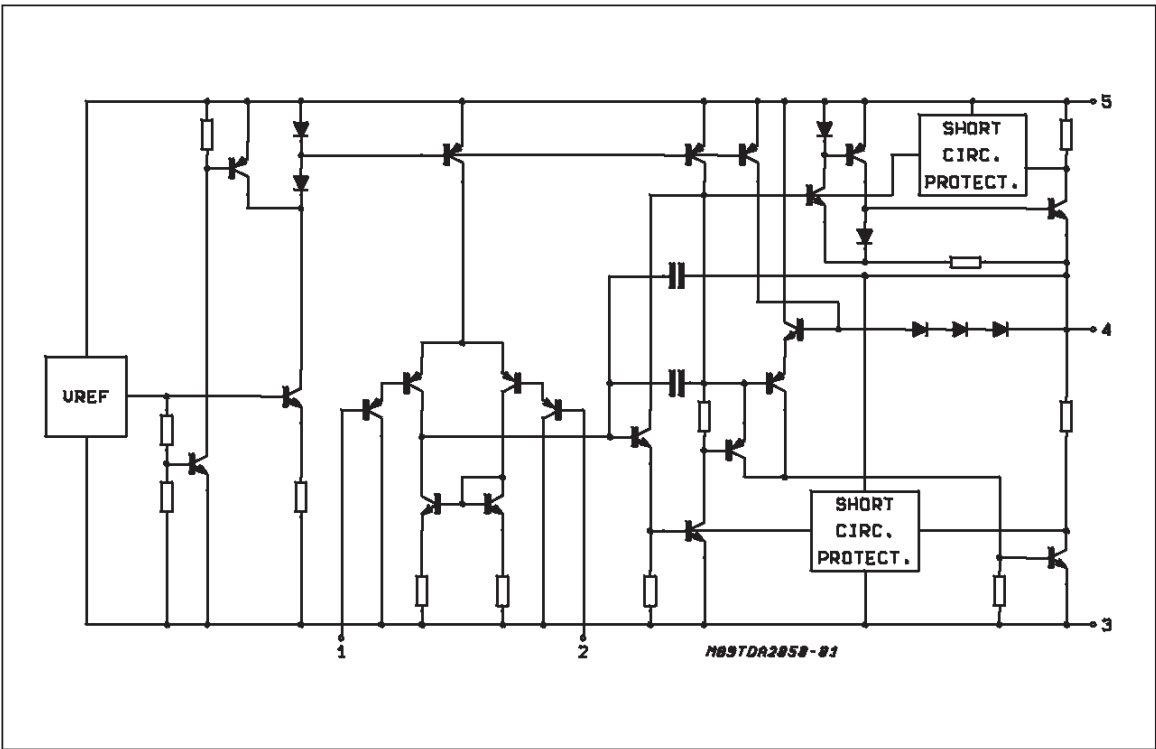 5
SHORT
CIRC.
PROTECT.
4
VREF
SHORT
CIRC.
PROTECT.
3
1
2
M89TDA2050-01